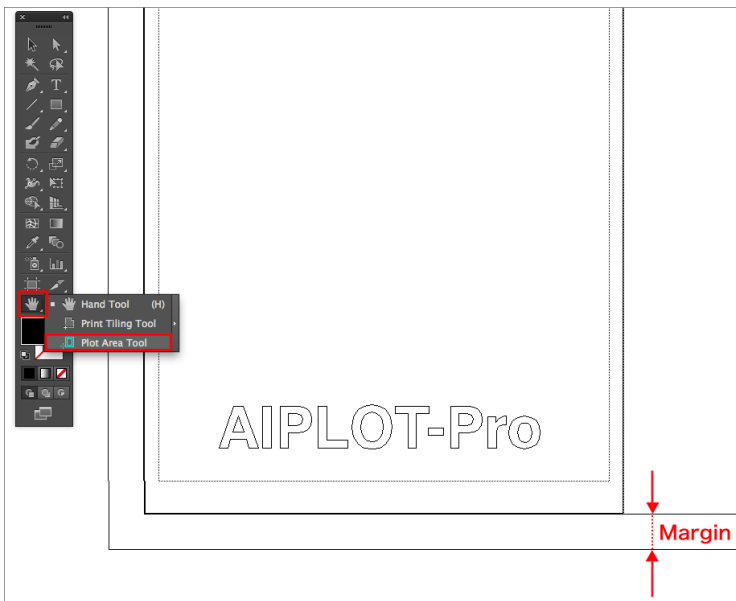 Hand Tool (H)
Print Tiling Tool
Plot Area Tool
AIPLOT-Pro
Margin